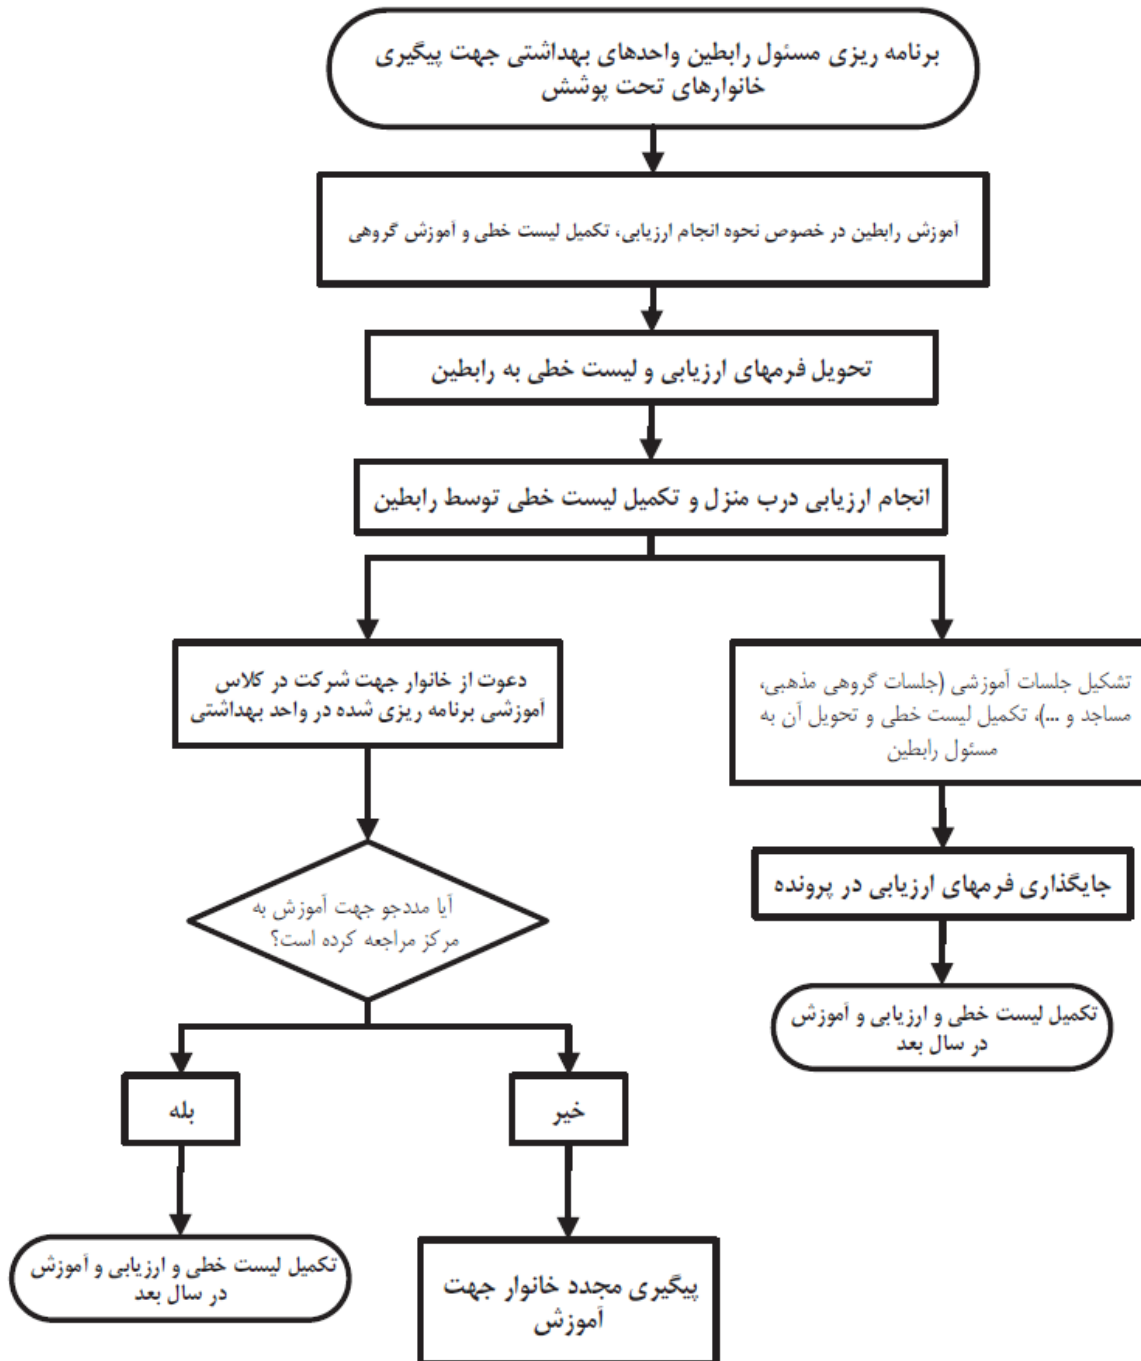 برنامه ریزی مسئول رابطین واحدهای بهداشتی جهت پیگیری
خانوارهای تحت پوشش
آموزش رابطین در خصوص نحوه انجام ارزیابی، تکمیل لیست خطی و آموزش گروهی
تحویل فرمهای ارزیابی و لیست خطی به رابطین
انجام ارزیابی درب منزل و تکمیل لیست خطی توسط رابطین
تشکیل جلسات آموزشی (جلسات گروهی مذهبی،
مساجد و ...)، تکمیل لیست خطی و تحویل آن به
مسئول رابطین
جایگذاری فرمهای ارزیابی در پرونده
تکمیل لیست خطی و ارزیابی و آموزش
در سال بعد
دعوت از خانوار جهت شرکت در کلاس
آموزشی برنامه ریزی شده در واحد بهداشتی
آیا مددجو جهت آموزش به
مرکز مراجعه کرده است؟
خیر
پیگیری مجدد خانوار جهت
آموزش
بله
تکمیل لیست خطی و ارزیابی و آموزش
در سال بعد